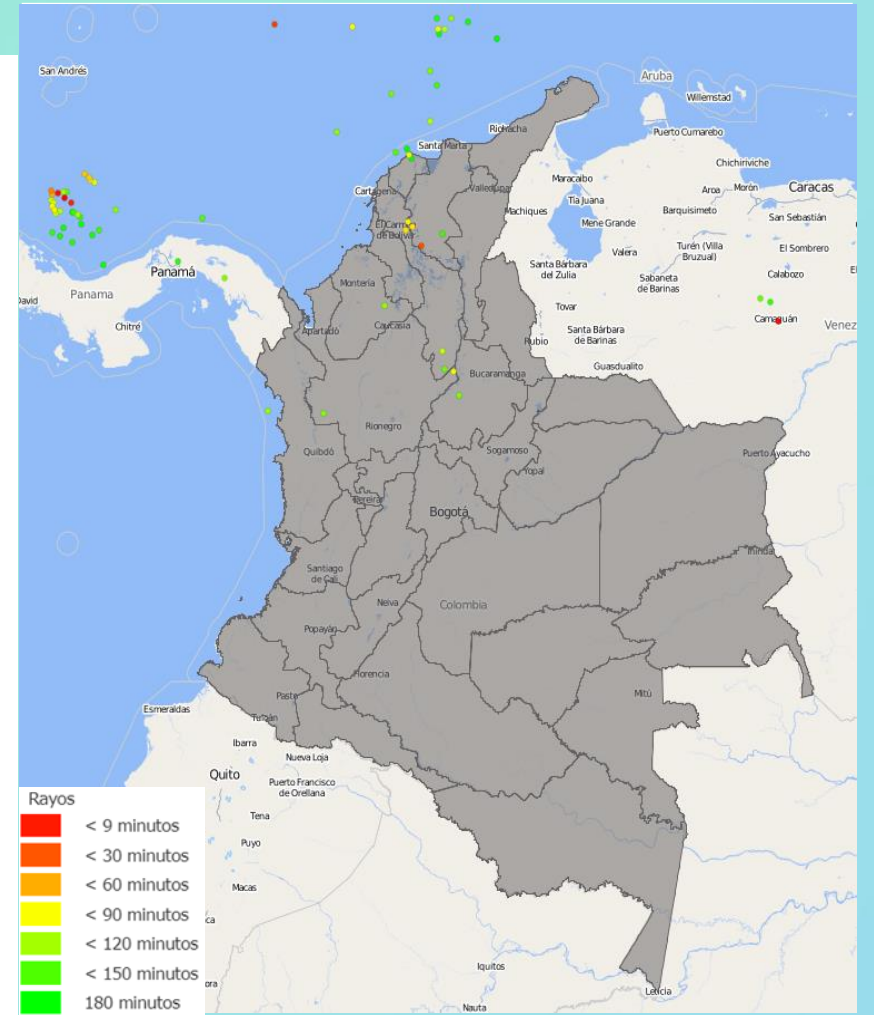 San Andrés
Aruba
Willemstad
Riohacha
Puerto Cumarebo
Santa Marta
Chichiriviche
Maracaibo
Cartagena
Valledupar
Tia Juana
Aroa
Morón
Caracas
Machiques
Barquisimeto
San Sebastián
El Carmen
de Bolívar
Mene Grande
Turén (Villa
Bruzual)
El Sombrero
Valera
Santa Bárbara
del Zulia
Panamá
Sabaneta
de Barinas
Calabozo
Montería
David
Panama
Tovar
Camaguán
Chitré
Apartadó
Caucasia
Santa Bárbara
de Barinas
Venez
Rubio
Guasdualito
Bucaramanga
Rionegro
Quibdó
Sogamoso
Puerto Ayacucho
Yopal
Pereira
Bogotá
Inírida
Santiago
de Cali
Neiva
Colombia
Popayán
Florencia
Mitú
Pasto
Esmeraldas
Tulcán
Ibarra
Nueva Loja
Quito
Puerto Francisco
de Orellana
Tena
Puyo
Macas
Iquitos
Leticia
Nauta
Rayos
< 9 minutos
< 30 minutos
< 60 minutos
< 90 minutos
< 120 minutos
< 150 minutos
180 minutos